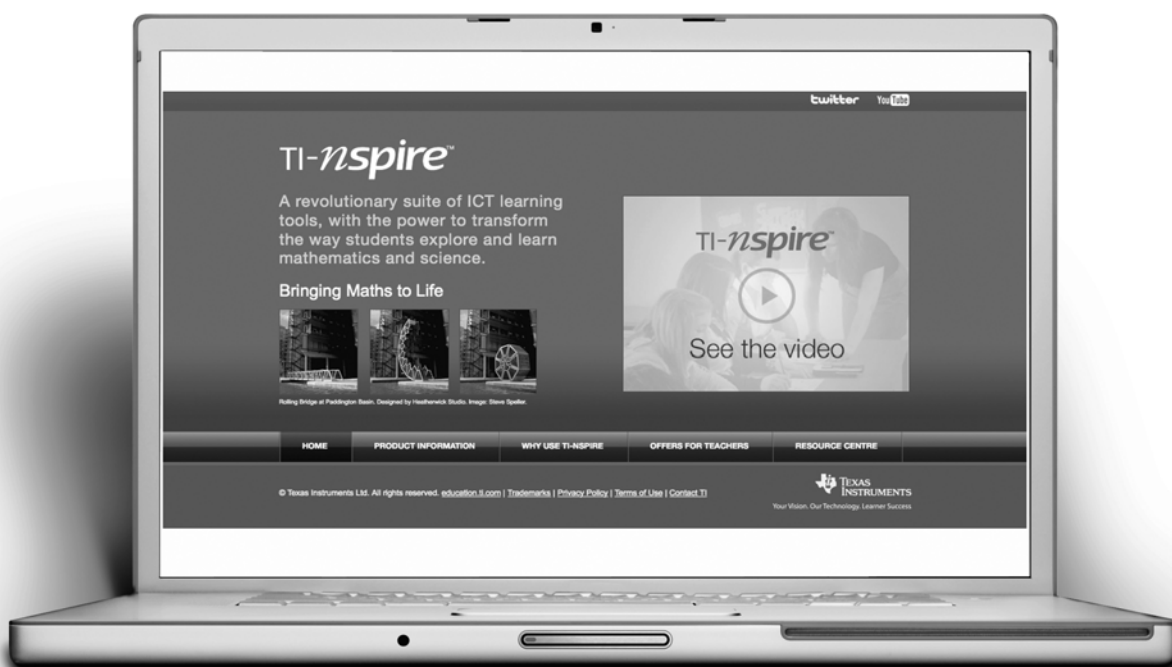 twitter YouTube
TI-nspire™
A revolutionary suite of ICT learning
tools, with the power to transform
the way students explore and learn
mathematics and science.
Bringing Maths to Life
Rolling Bridge at Paddington Basin. Designed by Heatherwick Studio. Image: Steve Speller.
TI-nspire™
See the video
HOME PRODUCT INFORMATION WHY USE TI-NSPIRE OFFERS FOR TEACHERS RESOURCE CENTRE
© Texas Instruments Ltd. All rights reserved. education.ti.com | Trademarks | Privacy Policy | Terms of Use | Contact TI
TEXAS
INSTRUMENTS
Your Vision. Our Technology. Learner Success